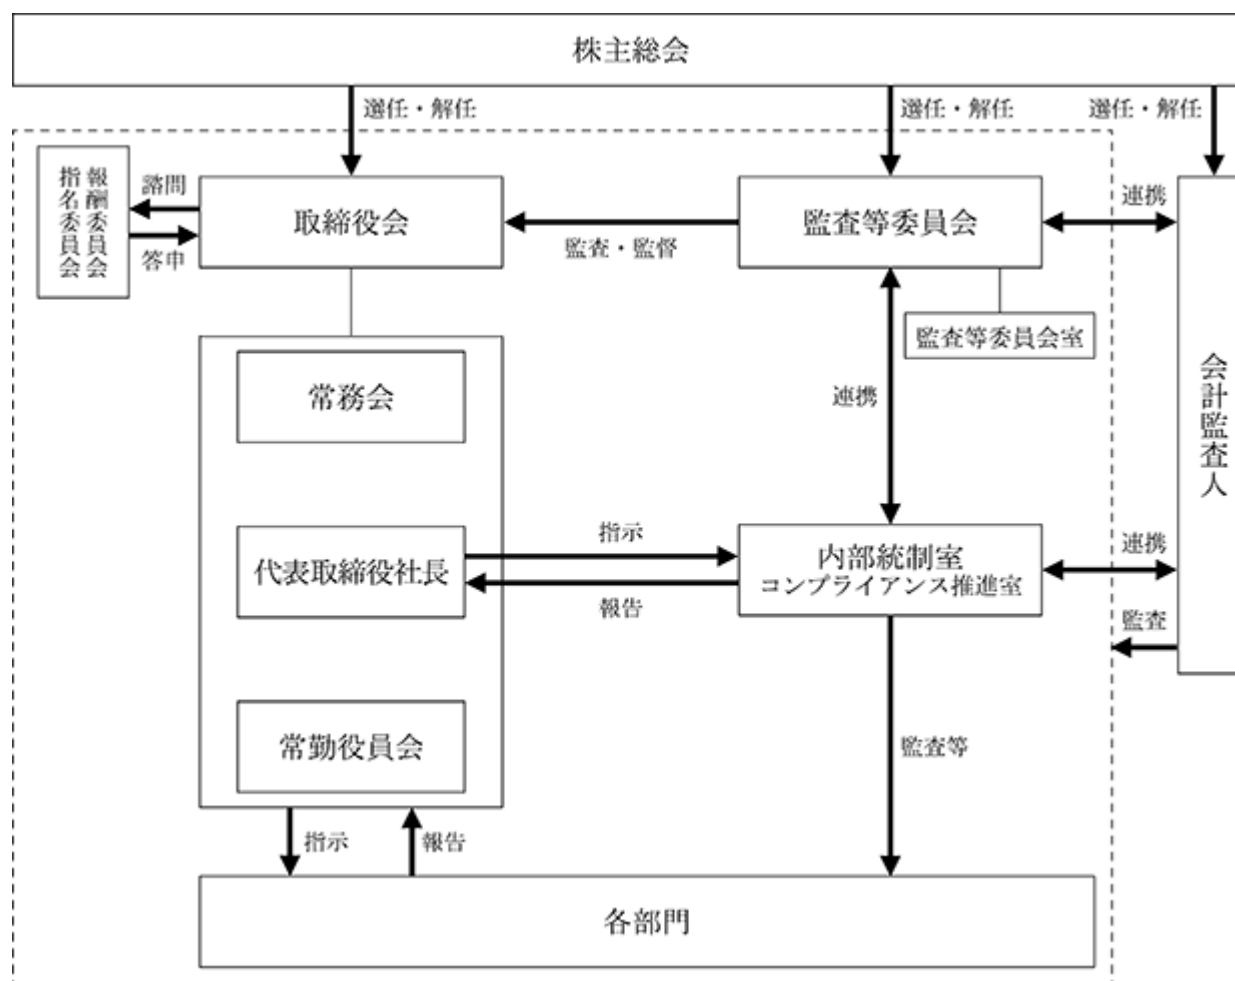 株主総会
選任・解任
選任・解任
選任・解任
報酬委員会
指名委員会
諮問
答申
取締役会
監査・監督
監査等委員会
連携
監査等委員会室
会計監査人
常務会
連携
代表取締役社長
指示
報告
内部統制室
コンプライアンス推進室
連携
監査
常勤役員会
監査等
指示
報告
各部門